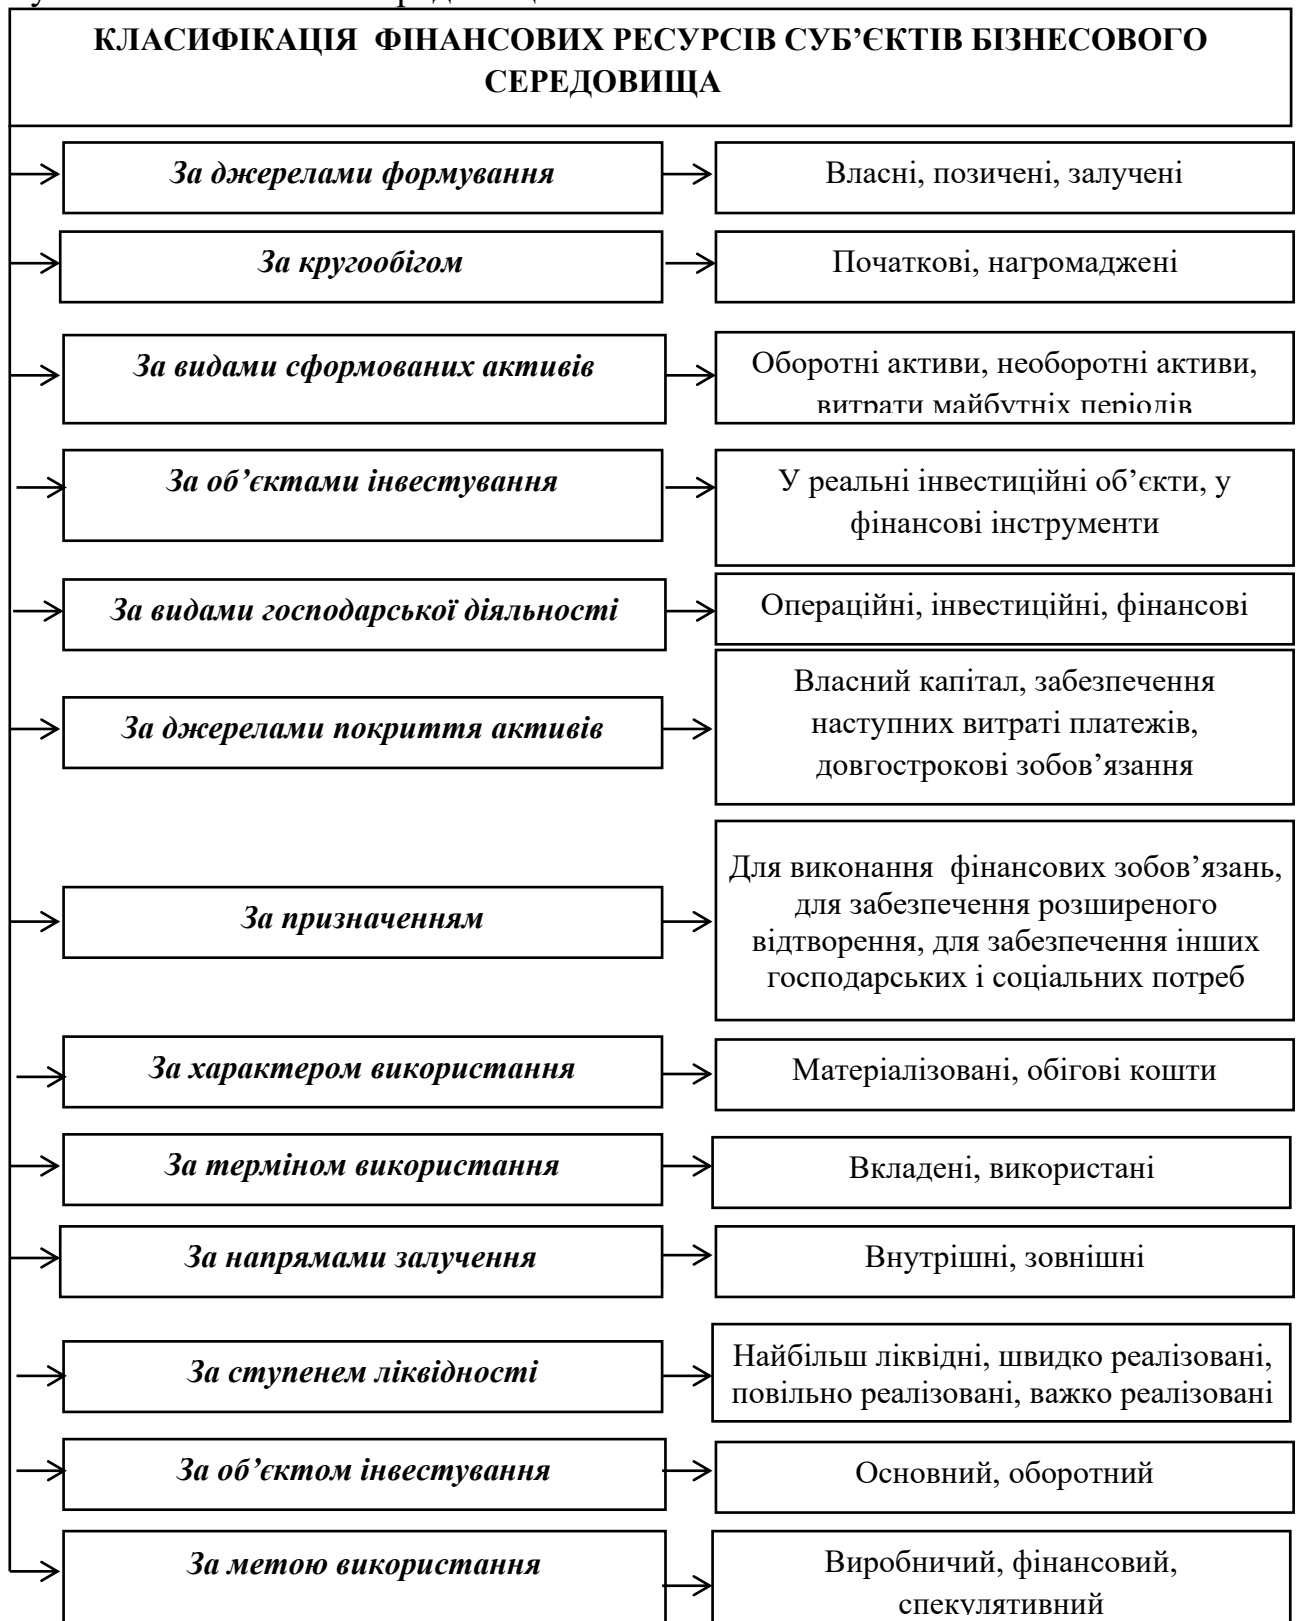 КЛАСИФІКАЦІЯ ФІНАНСОВИХ РЕСУРСІВ СУБ’ЄКТІВ БІЗНЕСОВОГО
СЕРЕДОВИЩА
За джерелами формування
Власні, позичені, залучені
За кругообігом
Початкові, нагромаджені
За видами сформованих активів
Оборотні активи, необоротні активи,
витрати майбутніх періодів
За об’єктами інвестування
У реальні інвестиційні об’єкти, у
фінансові інструменти
За видами господарської діяльності
Операційні, інвестиційні, фінансові
За джерелами покриття активів
Власний капітал, забезпечення
наступних витраті платежів,
довгострокові зобов’язання
За призначенням
Для виконання фінансових зобов’язань,
для забезпечення розширеного
відтворення, для забезпечення інших
господарських і соціальних потреб
За характером використання
Матеріалізовані, обігові кошти
За терміном використання
Вкладені, використані
За напрямами залучення
Внутрішні, зовнішні
За ступенем ліквідності
Найбільш ліквідні, швидко реалізовані,
повільно реалізовані, важко реалізовані
За об’єктом інвестування
Основний, оборотний
За метою використання
Виробничий, фінансовий,
спекулятивний